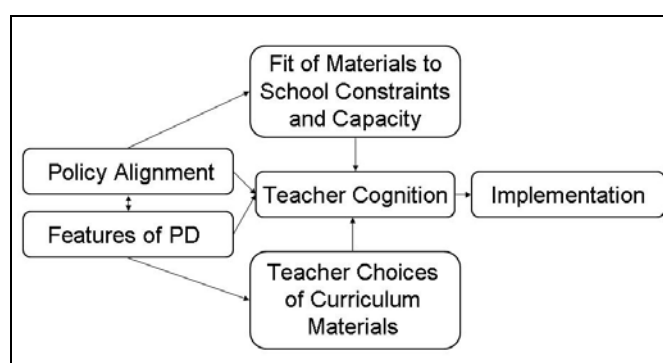 Fit of Materials to
School Constraints
and Capacity
Policy Alignment
Teacher Cognition
Implementation
Features of PD
Teacher Choices
of Curriculum
Materials